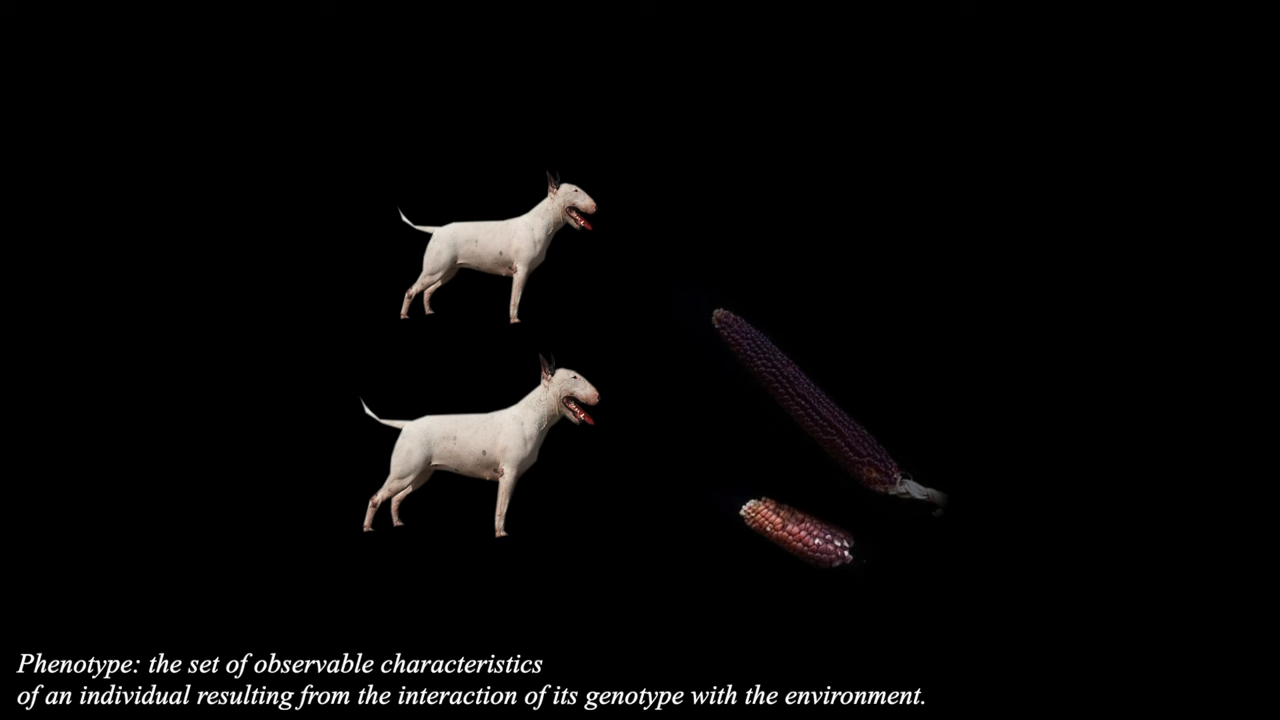 Phenotype: the set of observable characteristics
of an individual resulting from the interaction of its genotype with the environment.